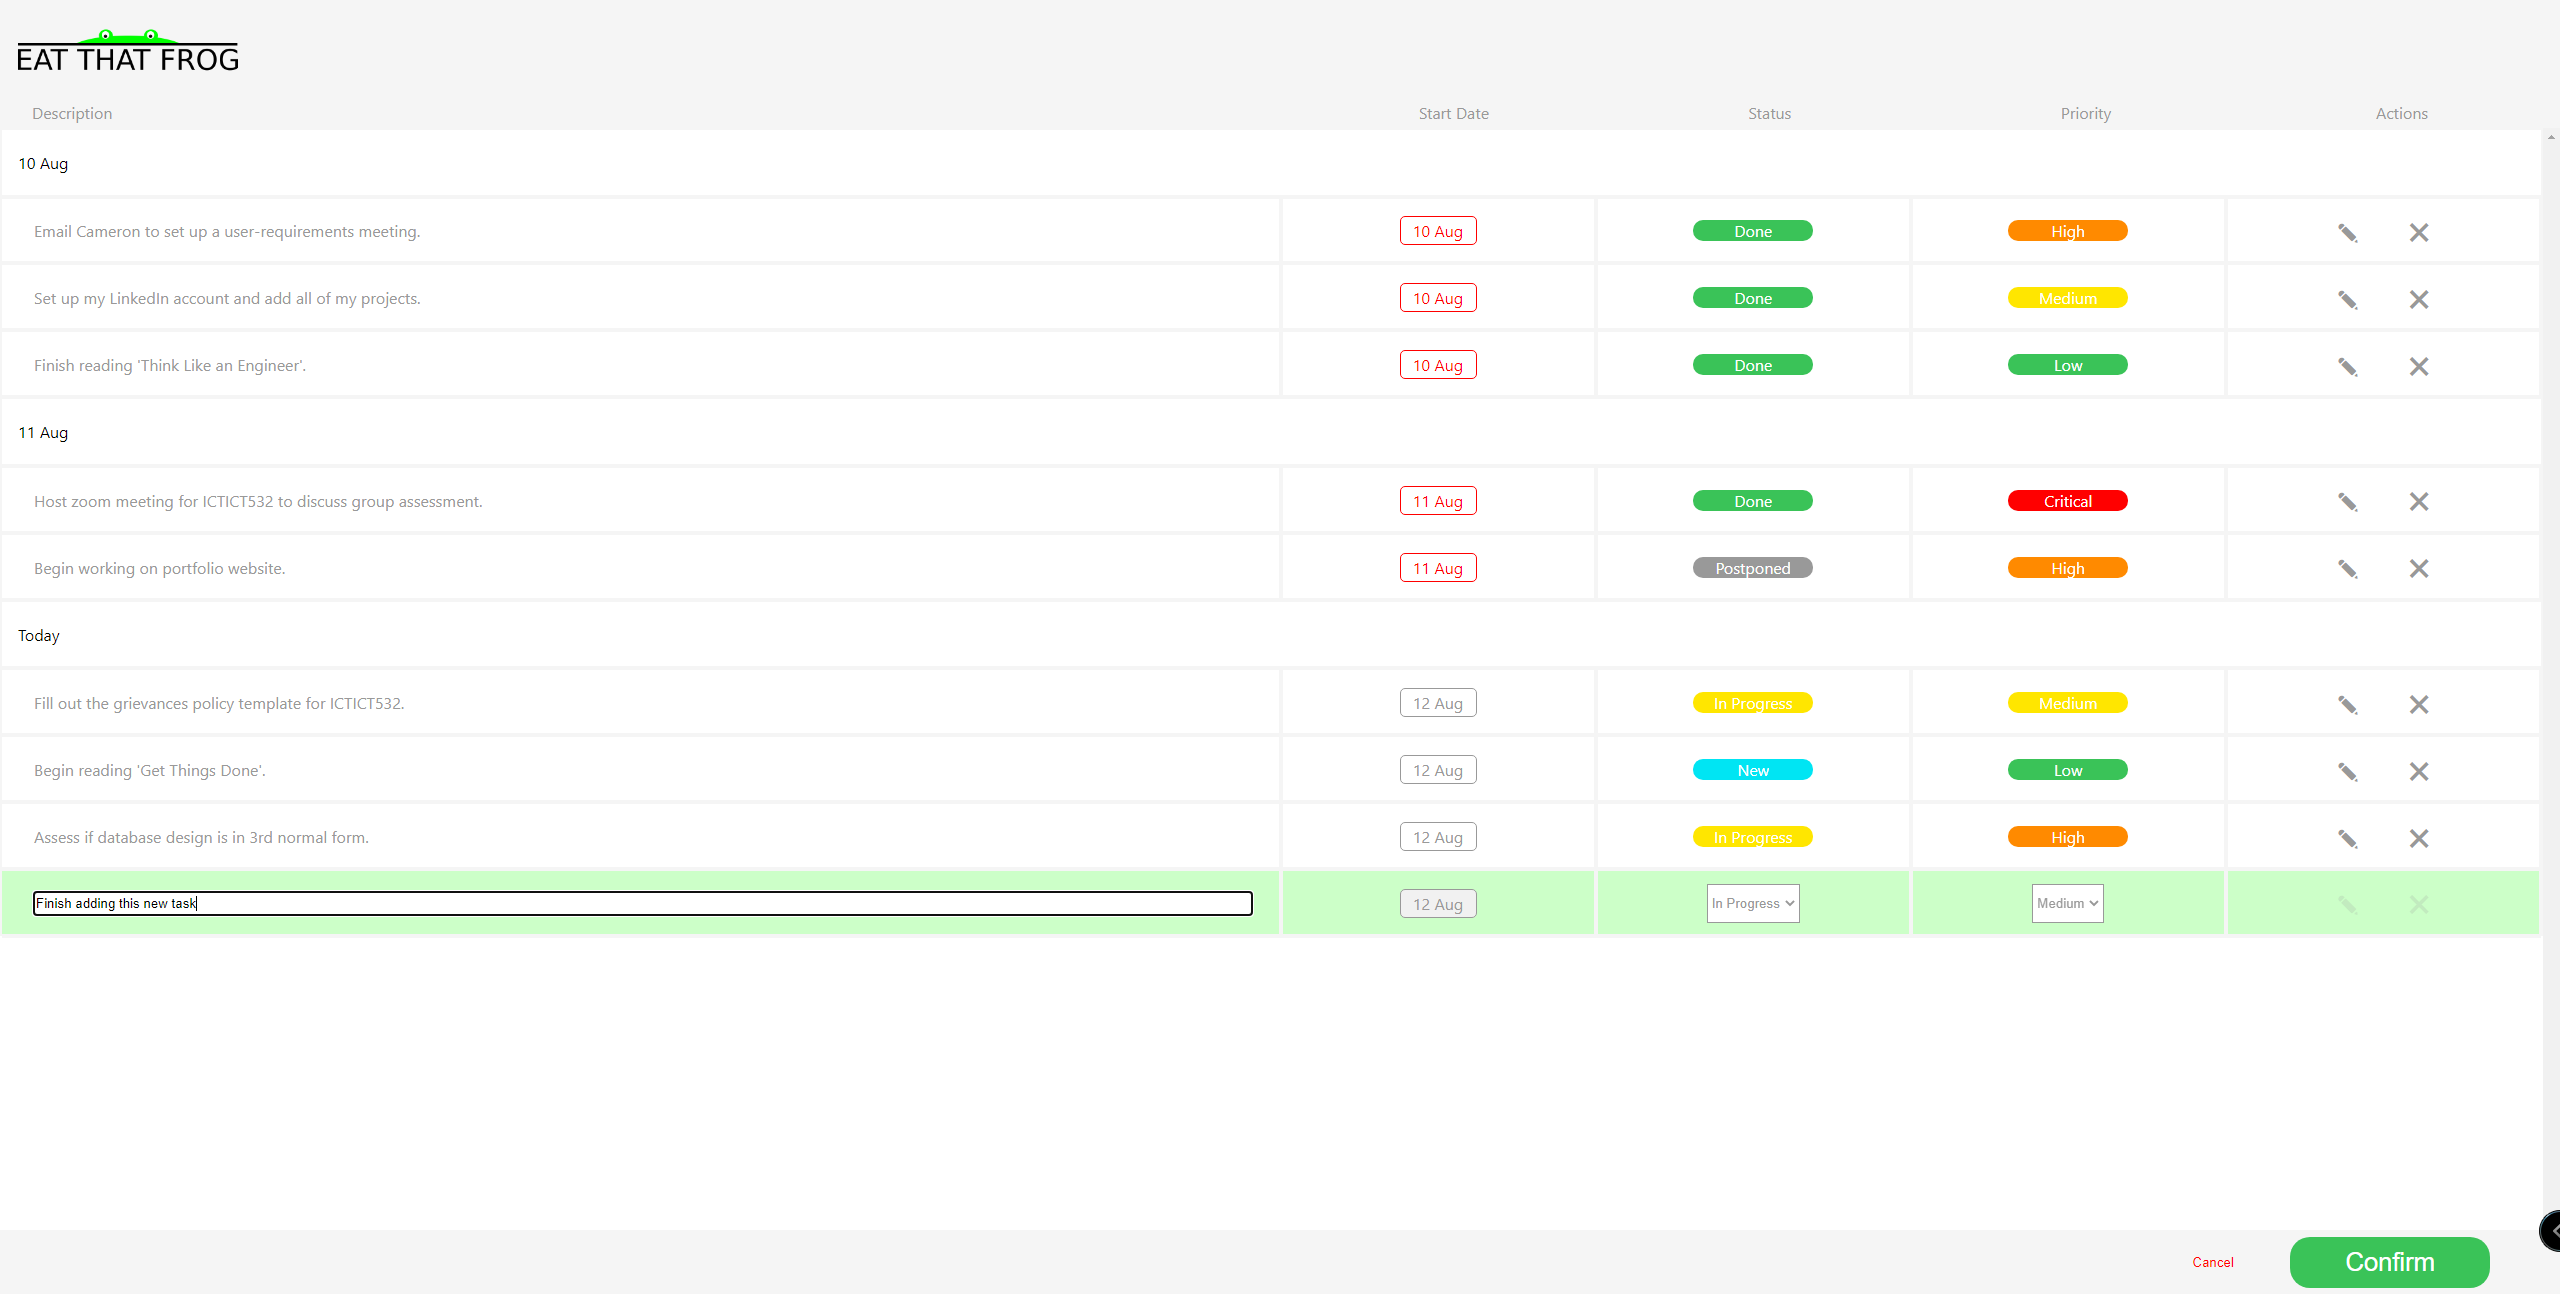 EAT THAT FROG
Description Start Date Status Priority Actions
10 Aug
Email Cameron to set up a user-requirements meeting. 10 Aug Done High
Set up my LinkedIn account and add all of my projects. 10 Aug Done Medium
Finish reading 'Think Like an Engineer'. 10 Aug Done Low
11 Aug
Host zoom meeting for ICTICT532 to discuss group assessment. 11 Aug Done Critical
Begin working on portfolio website. 11 Aug Postponed High
Today
Fill out the grievances policy template for ICTICT532. 12 Aug In Progress Medium
Begin reading 'Get Things Done'. 12 Aug New Low
Assess if database design is in 3rd normal form. 12 Aug In Progress High
Finish adding this new task 12 Aug In Progress Medium
Cancel Confirm